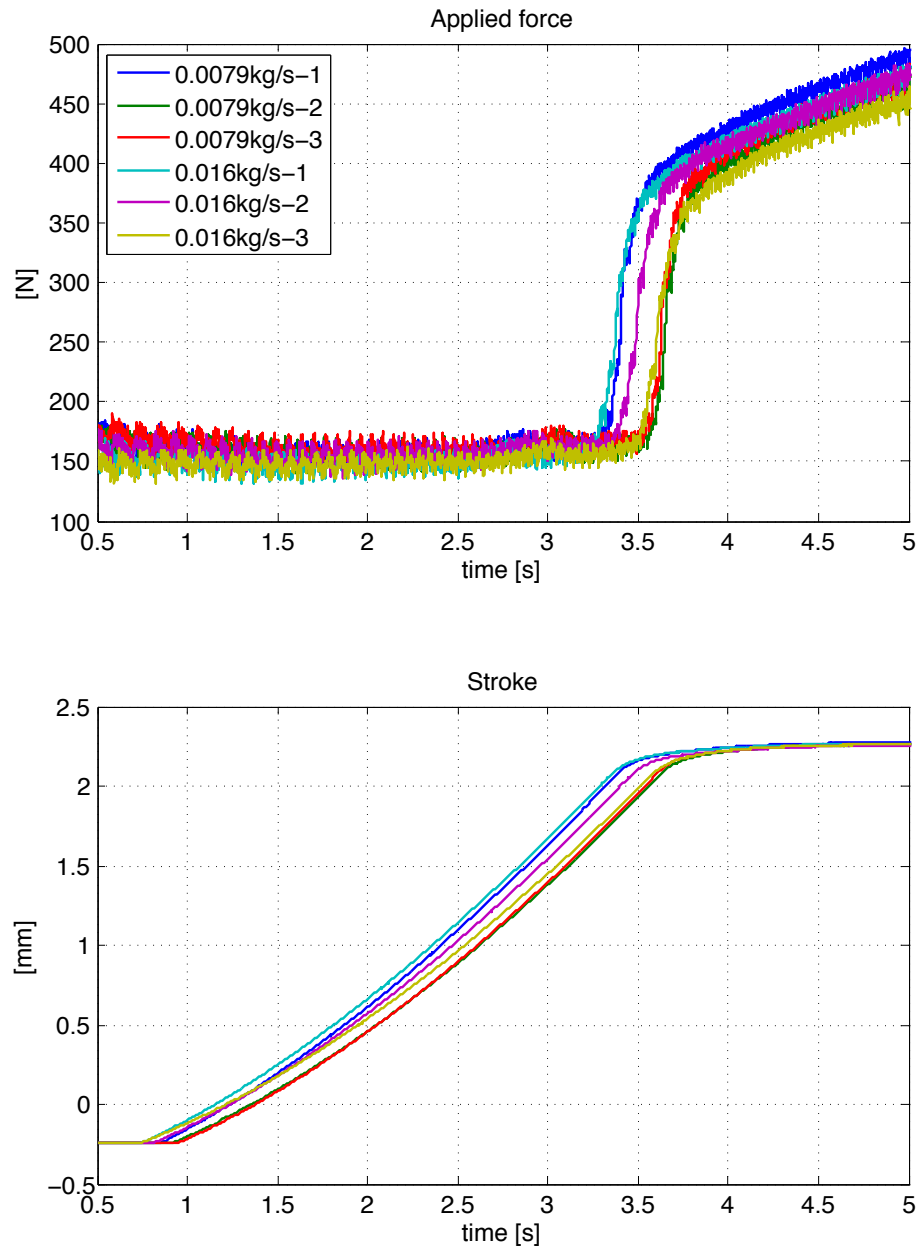 Applied force
500
450
400
350
300
250
200
150
100
[N]
0.0079kg/s−1
0.0079kg/s−2
0.0079kg/s−3
0.016kg/s−1
0.016kg/s−2
0.016kg/s−3
0.5 1 1.5 2 2.5 3 3.5 4 4.5 5
time [s]
Stroke
2.5
2
1.5
1
0.5
0
−0.5
[mm]
0.5 1 1.5 2 2.5 3 3.5 4 4.5 5
time [s]